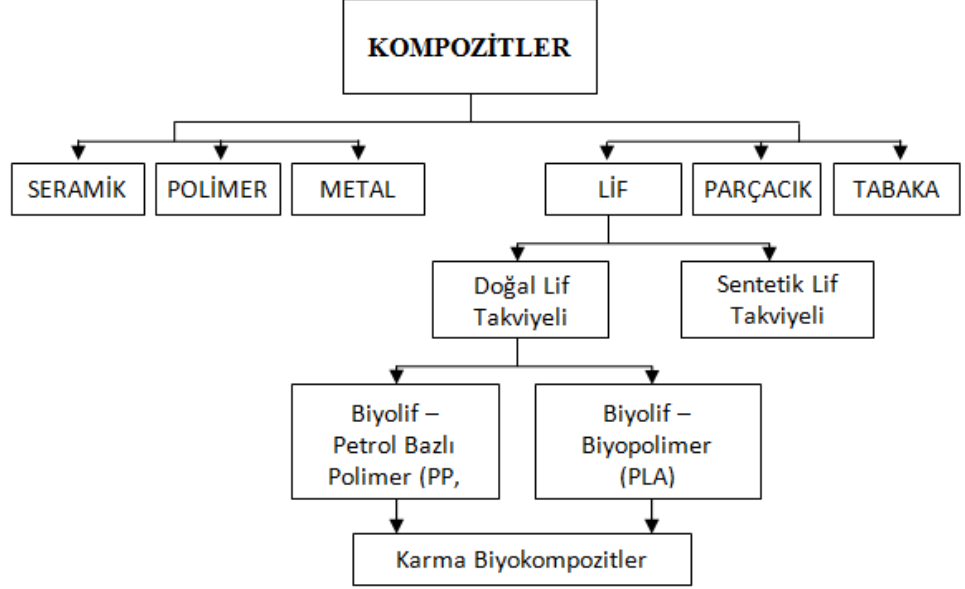 KOMPOZİTLER
SERAMİK
POLİMER
METAL
LİF
PARÇACIK
TABAKA
Doğal Lif
Takviyeli
Sentetik Lif
Takviyeli
Biyolif –
Petrol Bazlı
Polimer (PP,
Biyolif –
Biyopolimer
(PLA)
Karma Biyokompozitler